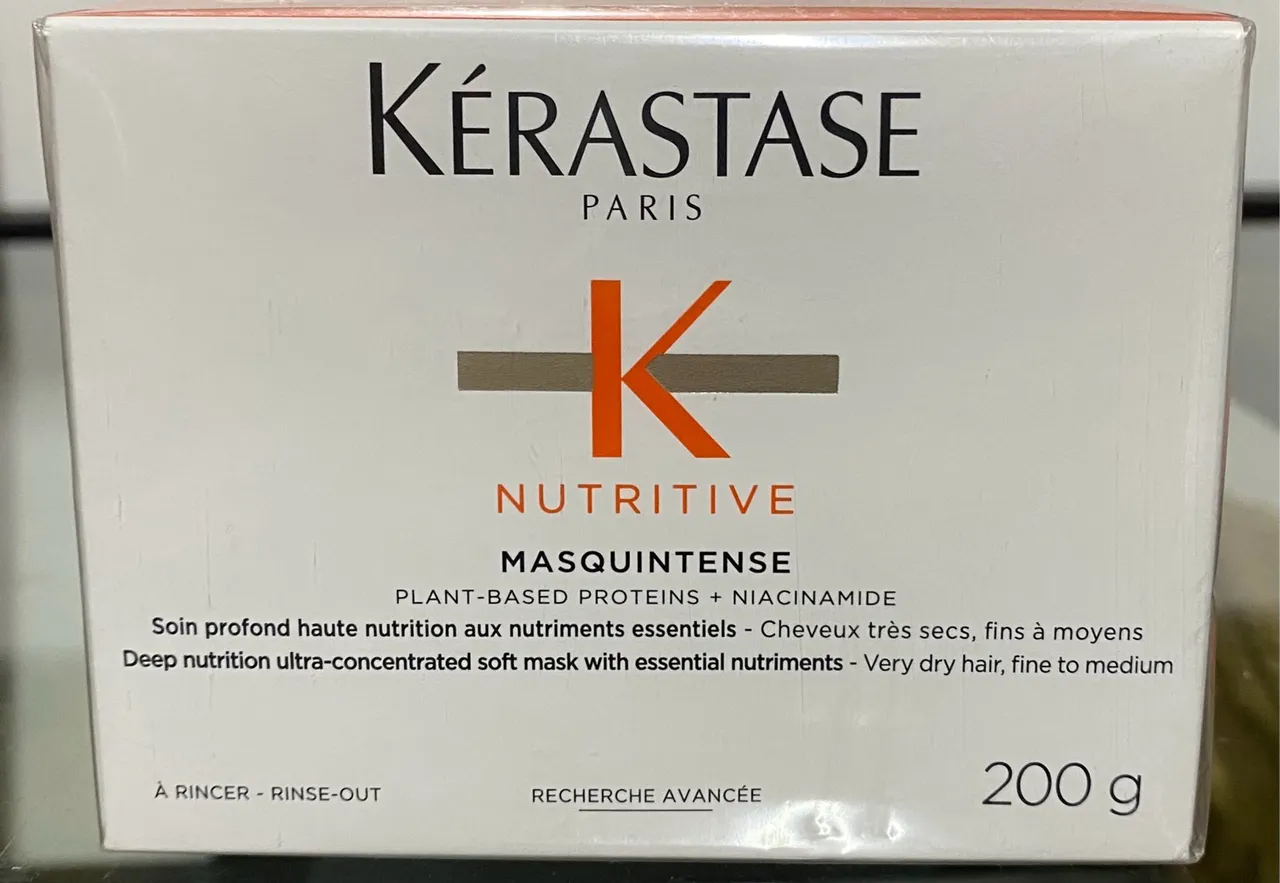 KÉRASTASE
PARIS
K
NUTRITIVE
MASQUINTENSE
PLANT-BASED PROTEINS + NIACINAMIDE
Soin profond haute nutrition aux nutriments essentiels - Cheveux très secs, fins à moyens
Deep nutrition ultra-concentrated soft mask with essential nutriments - Very dry hair, fine to medium
À RINCER - RINSE-OUT
RECHERCHE AVANCÉE
200 g